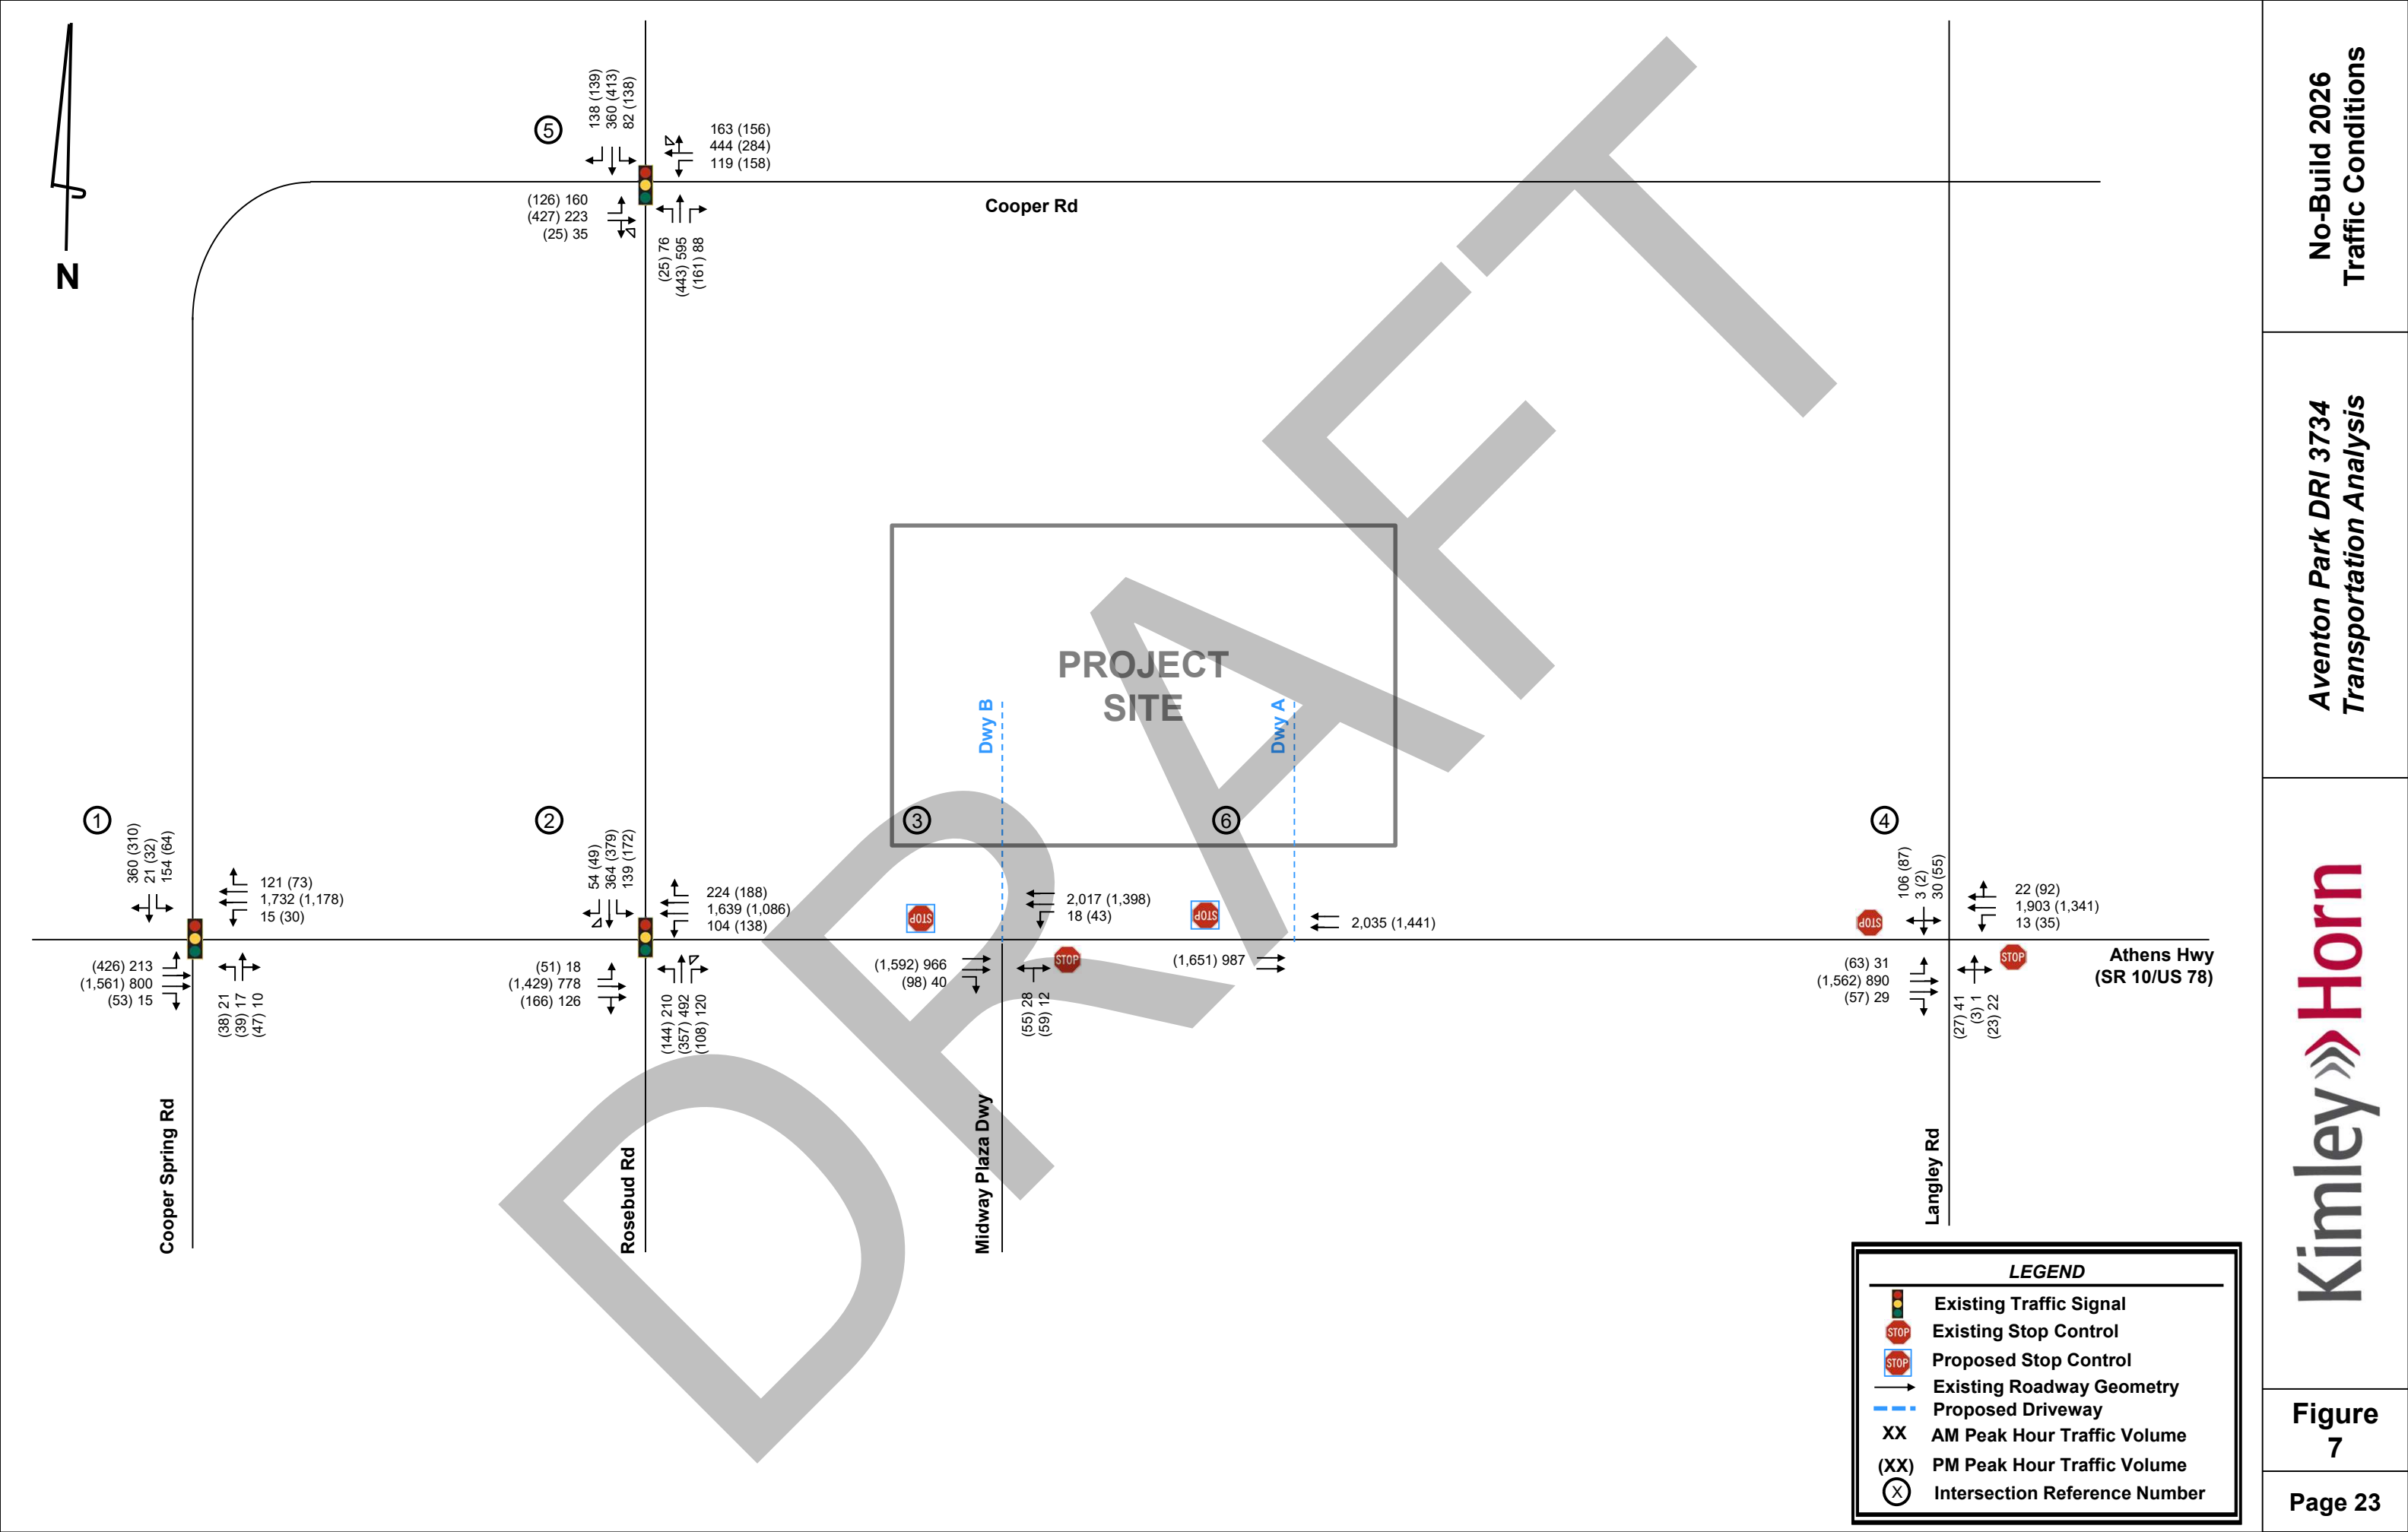 N
5
138 (139)
360 (413)
82 (138)
163 (156)
444 (284)
119 (158)
(126) 160
(427) 223
(25) 35
(25) 76
(443) 595
(161) 88
Cooper Rd
PROJECT
SITE
Dwy B
Dwy A
1
360 (310)
21 (32)
154 (64)
121 (73)
1,732 (1,178)
15 (30)
(426) 213
(1,561) 800
(53) 15
(38) 21
(39) 17
(47) 10
2
54 (49)
364 (379)
139 (172)
224 (188)
1,639 (1,086)
104 (138)
(51) 18
(1,429) 778
(166) 126
(144) 210
(357) 492
(108) 120
3
STOP
2,017 (1,398)
18 (43)
(1,592) 966
(98) 40
STOP
(55) 28
(59) 12
6
STOP
2,035 (1,441)
(1,651) 987
4
106 (87)
3 (2)
30 (55)
STOP
22 (92)
1,903 (1,341)
13 (35)
(63) 31
(1,562) 890
(57) 29
STOP
(27) 41
(3) 1
(23) 22
Athens Hwy
(SR 10/US 78)
Cooper Spring Rd
Rosebud Rd
Midway Plaza Dwy
Langley Rd
DRAFT
LEGEND
Existing Traffic Signal
STOP Existing Stop Control
STOP Proposed Stop Control
Existing Roadway Geometry
Proposed Driveway
XX AM Peak Hour Traffic Volume
(XX) PM Peak Hour Traffic Volume
X Intersection Reference Number
No-Build 2026
Traffic Conditions
Aventon Park DRI 3734
Transportation Analysis
Kimley»Horn
Figure
7
Page 23